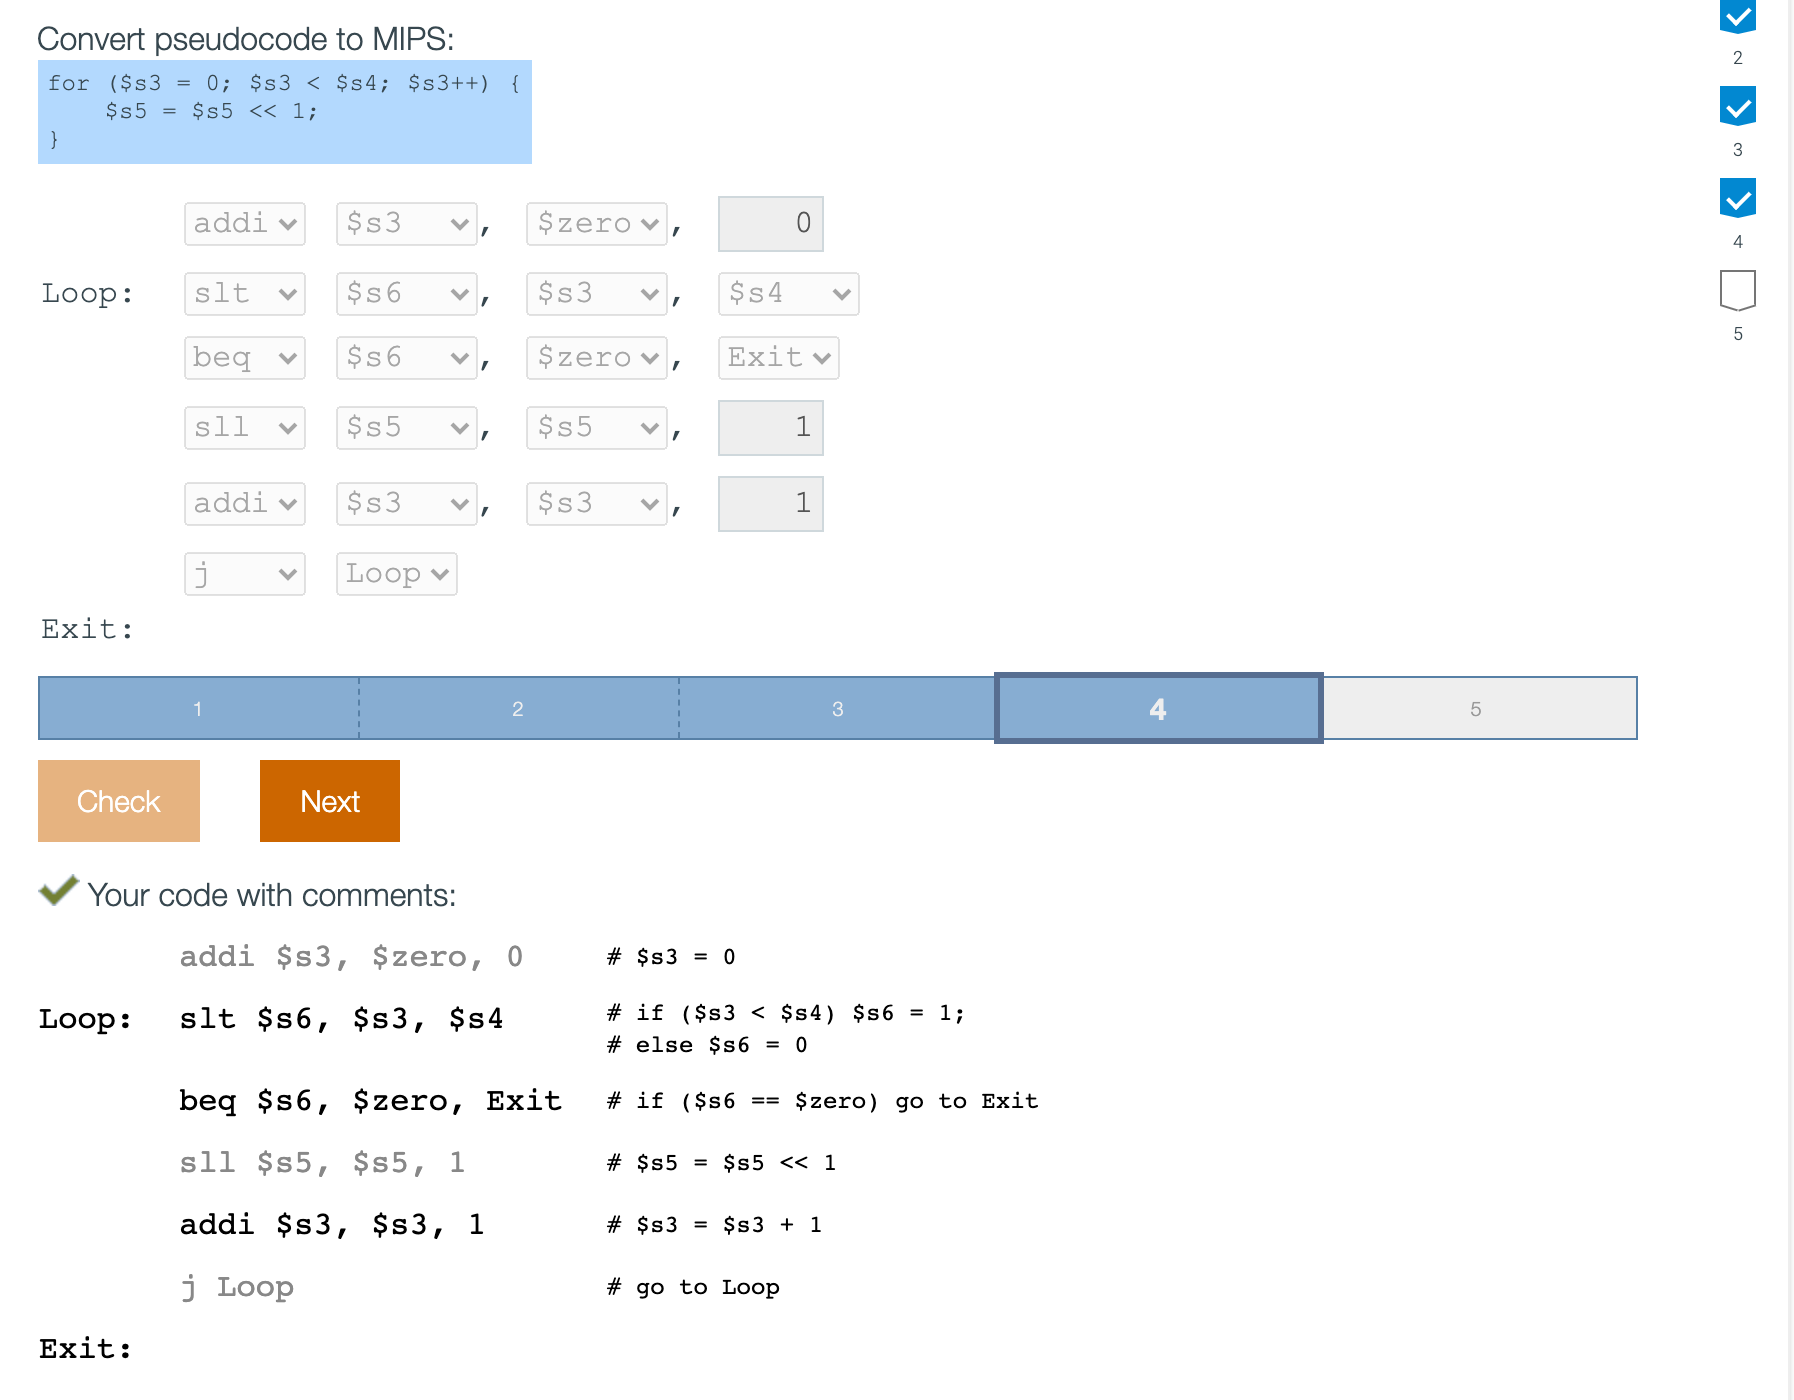 Convert pseudocode to MIPS:
for ($s3 = 0; $s3 < $s4; $s3++) {
    $s5 = $s5 << 1;
}
addi $s3, $zero, 0
Loop: slt $s6, $s3, $s4
beq $s6, $zero, Exit
sll $s5, $s5, 1
addi $s3, $s3, 1
j Loop
Exit:
1 2 3 4 5
Check Next
Your code with comments:
addi $s3, $zero, 0 # $s3 = 0
Loop: slt $s6, $s3, $s4 # if ($s3 < $s4) $s6 = 1;
# else $s6 = 0
beq $s6, $zero, Exit # if ($s6 == $zero) go to Exit
sll $s5, $s5, 1 # $s5 = $s5 << 1
addi $s3, $s3, 1 # $s3 = $s3 + 1
j Loop # go to Loop
Exit:
2
3
4
5